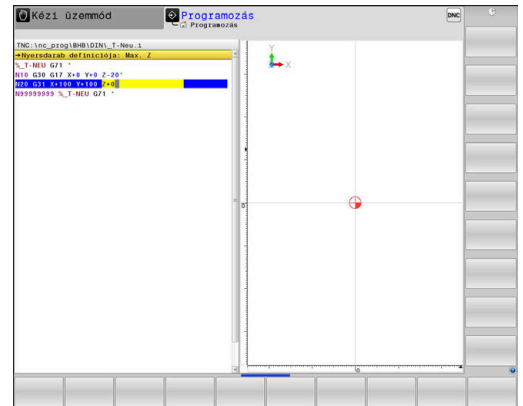 Kézi üzemmód
Programozás
Programozás
DNC
TNC:\nc_prog\BHB\DIN\_T-Neu.i
→Nyersdarab definíciója: Max. Z
%_T-NEU G71 *
N10 G30 G17 X+0 Y+0 Z-20*
N20 G31 X+100 Y+100 Z+0
N99999999 %_T-NEU G71 *
Y
X
0
0